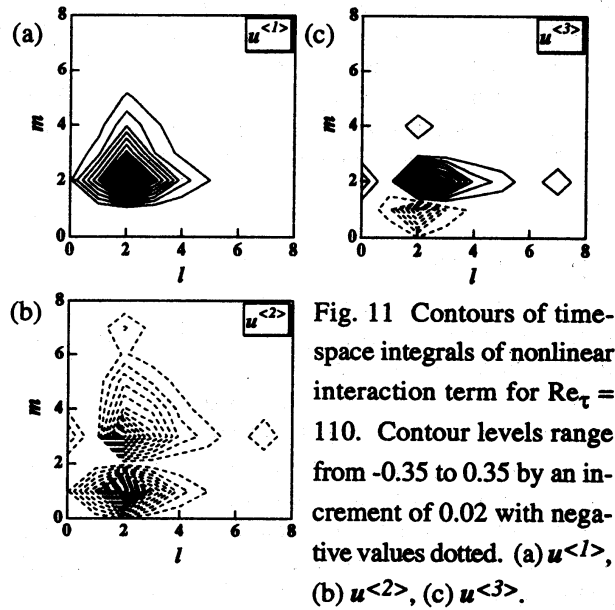 (a)
u<1>
8
6
m
4
2
0
0 2 4 6 8
l
(c)
u<3>
8
6
m
4
2
0
0 2 4 6 8
l
(b)
u<2>
8
6
m
4
2
0
0 2 4 6 8
l
Fig. 11 Contours of time-
space integrals of nonlinear
interaction term for Reτ =
110. Contour levels range
from -0.35 to 0.35 by an in-
crement of 0.02 with nega-
tive values dotted. (a) u<1>,
(b) u<2>, (c) u<3>.